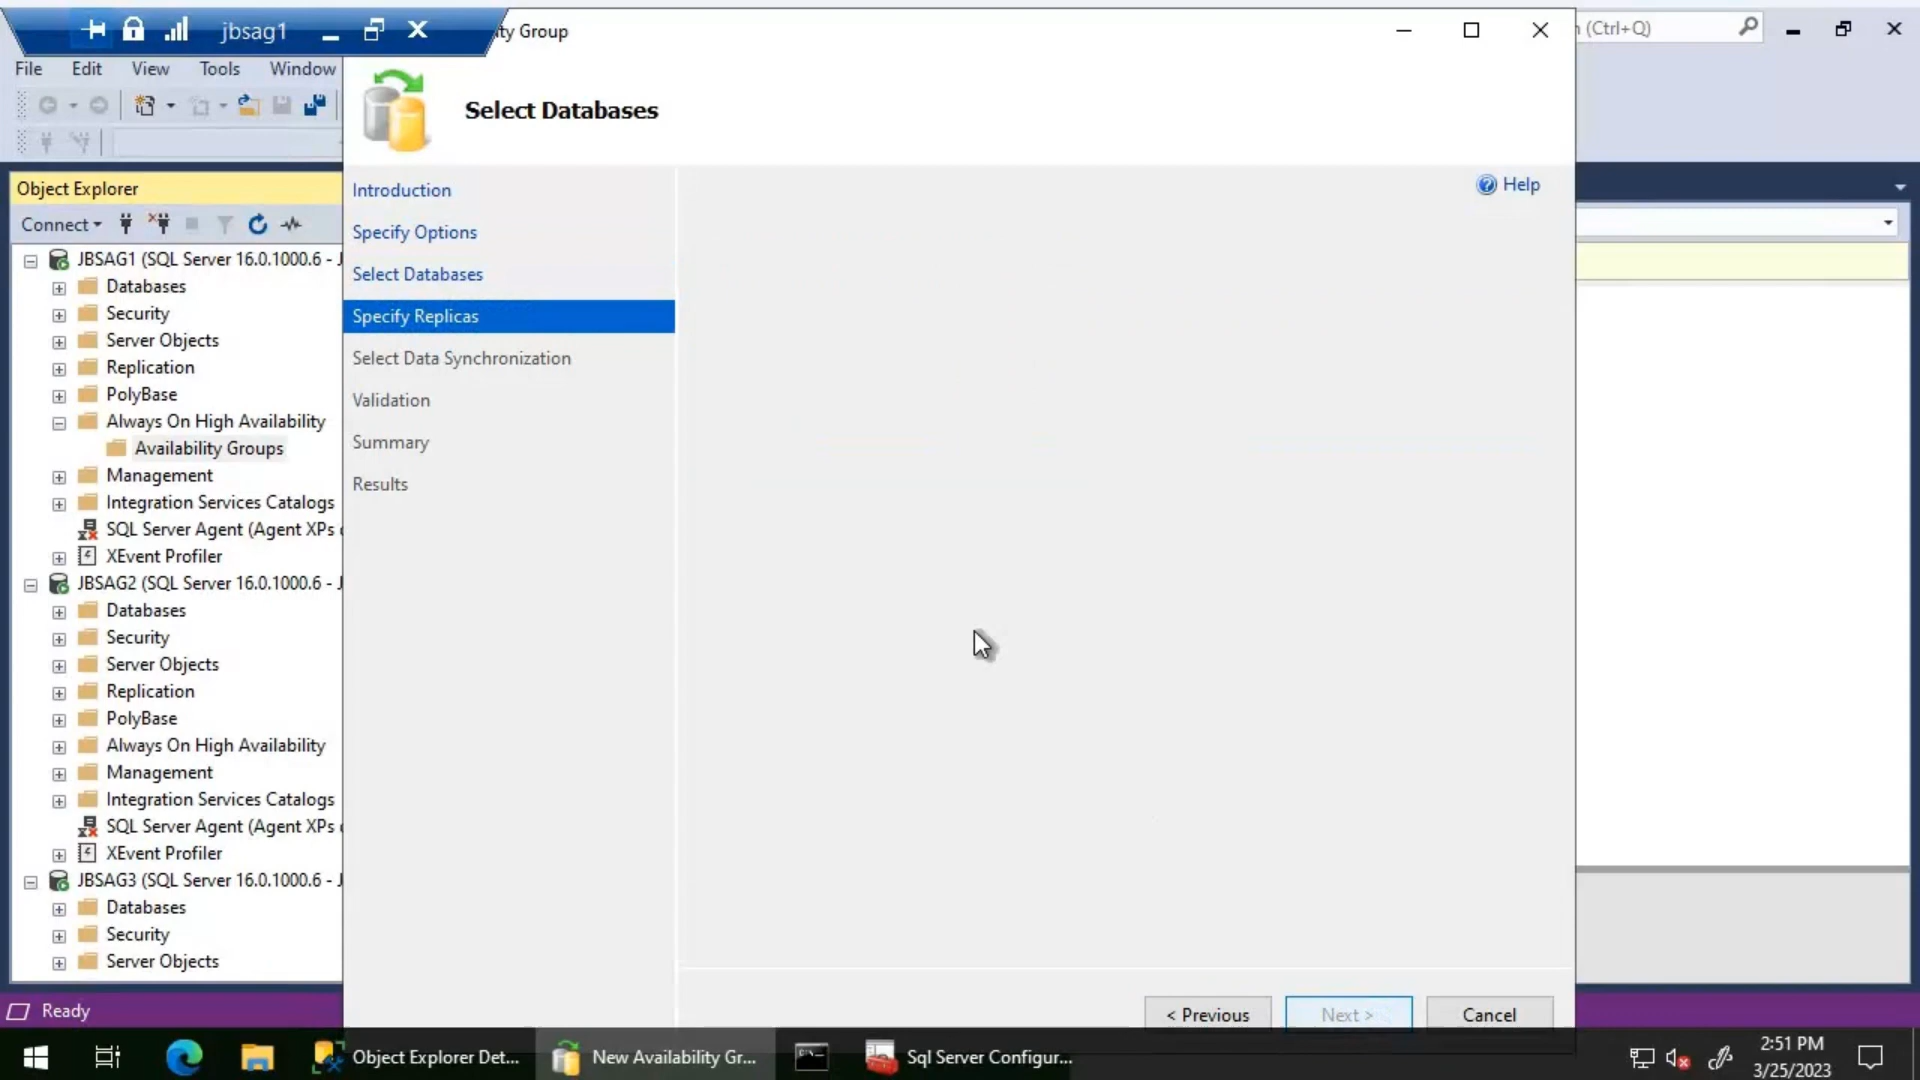 jbsag1
ty Group
(Ctrl+Q)
File Edit View Tools Window
Select Databases
Object Explorer
Connect
JBSAG1 (SQL Server 16.0.1000.6 - J
Databases
Security
Server Objects
Replication
PolyBase
Always On High Availability
Availability Groups
Management
Integration Services Catalogs
SQL Server Agent (Agent XPs
XEvent Profiler
JBSAG2 (SQL Server 16.0.1000.6 - J
Databases
Security
Server Objects
Replication
PolyBase
Always On High Availability
Management
Integration Services Catalogs
SQL Server Agent (Agent XPs
XEvent Profiler
JBSAG3 (SQL Server 16.0.1000.6 - J
Databases
Security
Server Objects
Introduction
Specify Options
Select Databases
Specify Replicas
Select Data Synchronization
Validation
Summary
Results
Help
< Previous Next > Cancel
Ready
Object Explorer Det...
New Availability Gr...
Sql Server Configur...
2:51 PM
3/25/2023